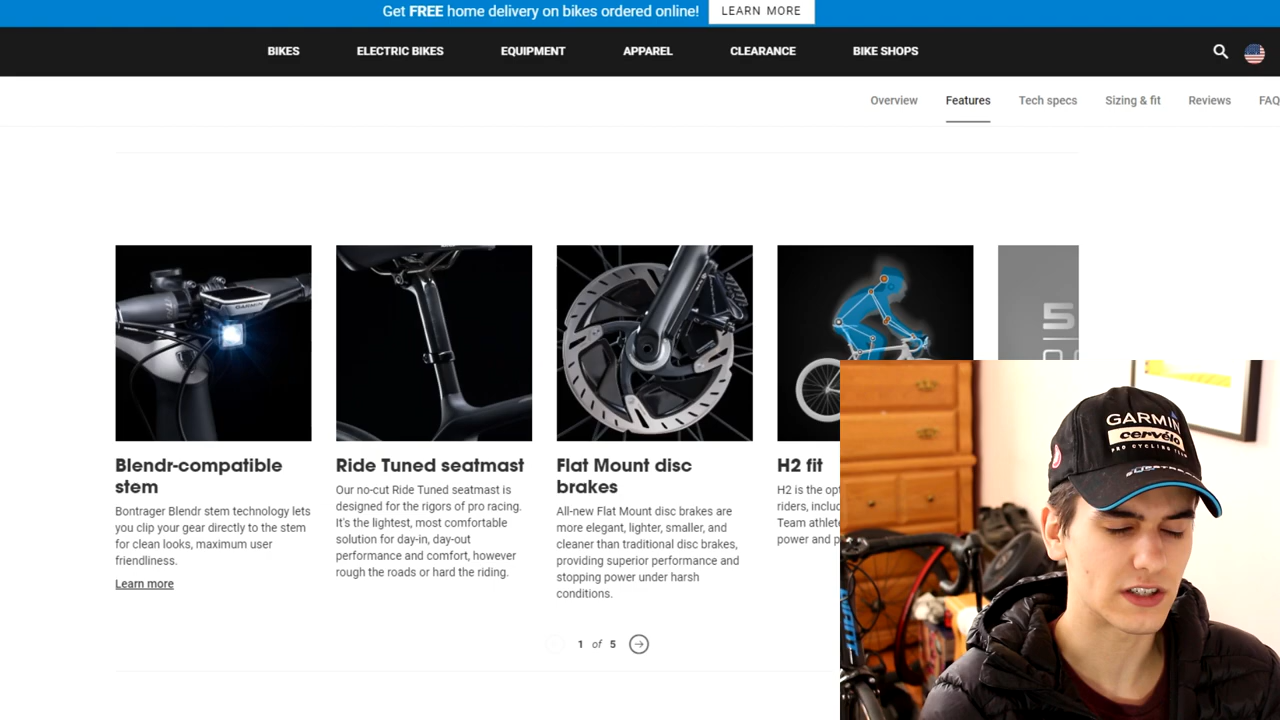 Get FREE home delivery on bikes ordered online! LEARN MORE
BIKES ELECTRIC BIKES EQUIPMENT APPAREL CLEARANCE BIKE SHOPS
Overview Features Tech specs Sizing & fit Reviews FAQ
GARMIN
5
Blendr-compatible
stem
Bontrager Blendr stem technology lets
you clip your gear directly to the stem
for clean looks, maximum user
friendliness.
Learn more
Ride Tuned seatmast
Our no-cut Ride Tuned seatmast is
designed for the rigors of pro racing.
It's the lightest, most comfortable
solution for day-in, day-out
performance and comfort, however
rough the roads or hard the riding.
Flat Mount disc
brakes
All-new Flat Mount disc brakes are
more elegant, lighter, smaller, and
cleaner than traditional disc brakes,
providing superior performance and
stopping power under harsh
conditions.
H2 fit
H2 is the opt
riders, includ
Team athlete
power and p
1 of 5
GARMIN
cervélo
PRO CYCLING TEAM